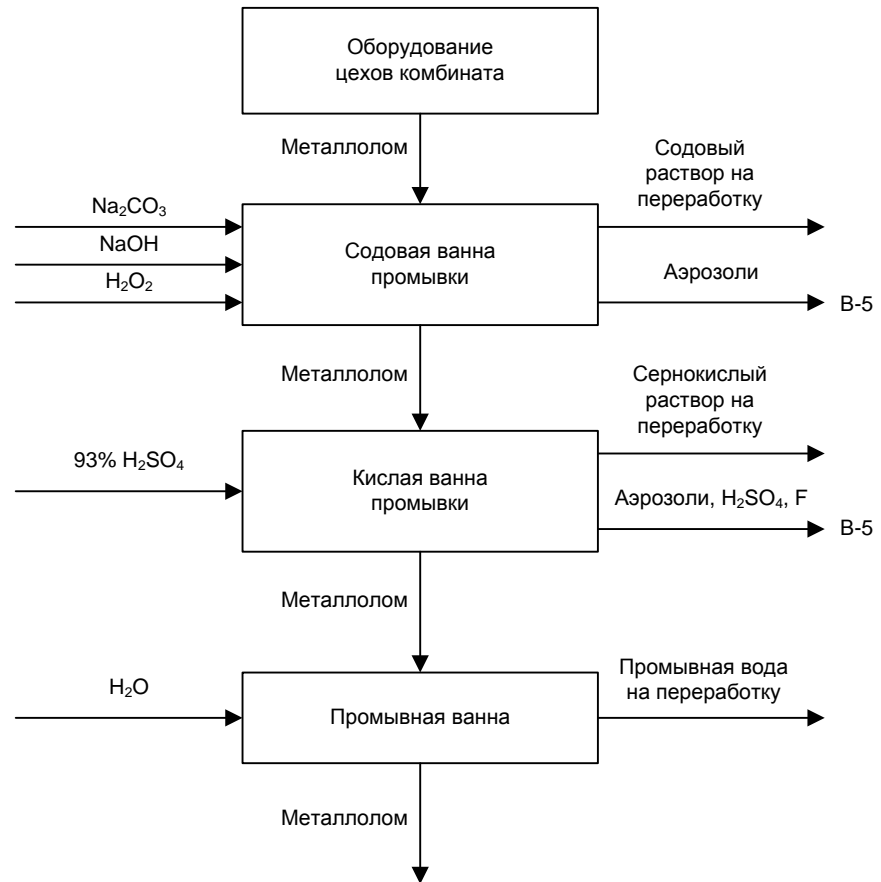 Оборудование
цехов комбината
Металлолом
Содовый
раствор на
переработку
Na₂CO₃
NaOH
H₂O₂
Содовая ванна
промывки
Аэрозоли
В-5
Металлолом
Сернокислый
раствор на
переработку
93% H₂SO₄
Кислая ванна
промывки
Аэрозоли, H₂SO₄, F
В-5
Металлолом
H₂O
Промывная ванна
Промывная вода
на переработку
Металлолом